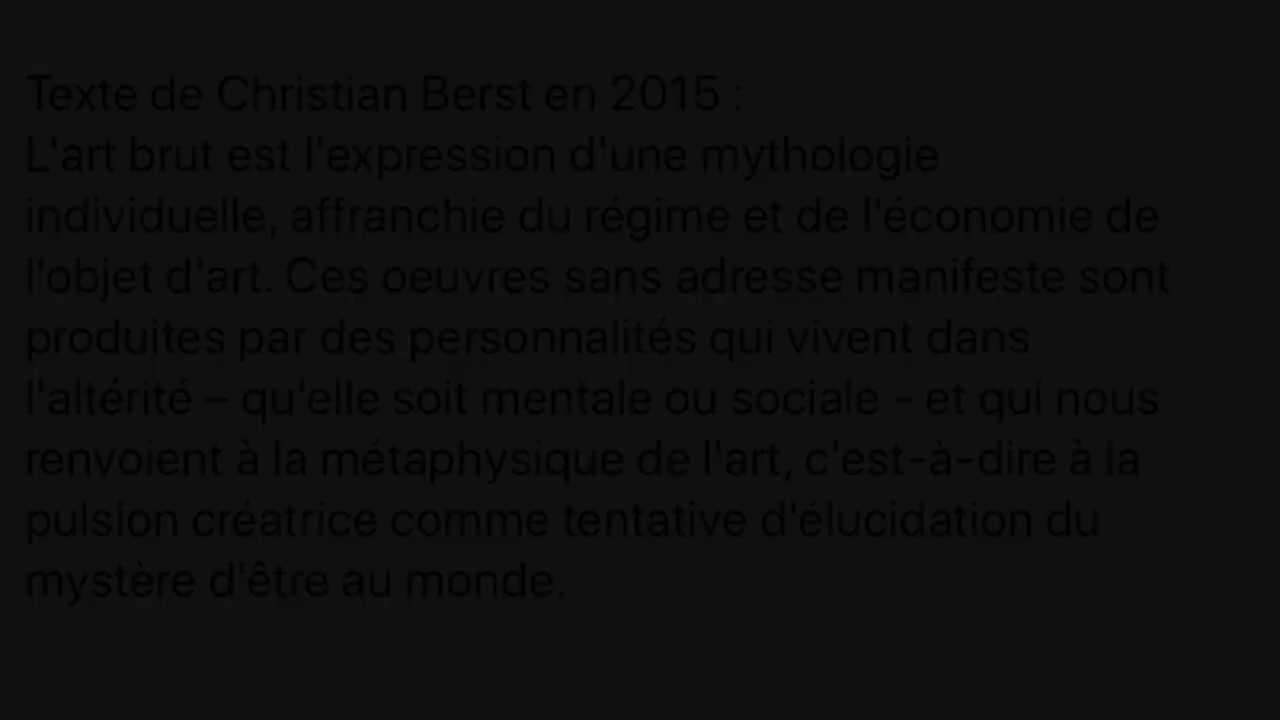 Texte de Christian Berst en 2015 :
L'art brut est l'expression d'une mythologie
individuelle, affranchie du régime et de l'économie de
l'objet d'art. Ces oeuvres sans adresse manifeste sont
produites par des personnalités qui vivent dans
l'altérité – qu'elle soit mentale ou sociale - et qui nous
renvoient à la métaphysique de l'art, c'est-à-dire à la
pulsion créatrice comme tentative d'élucidation du
mystère d'être au monde.